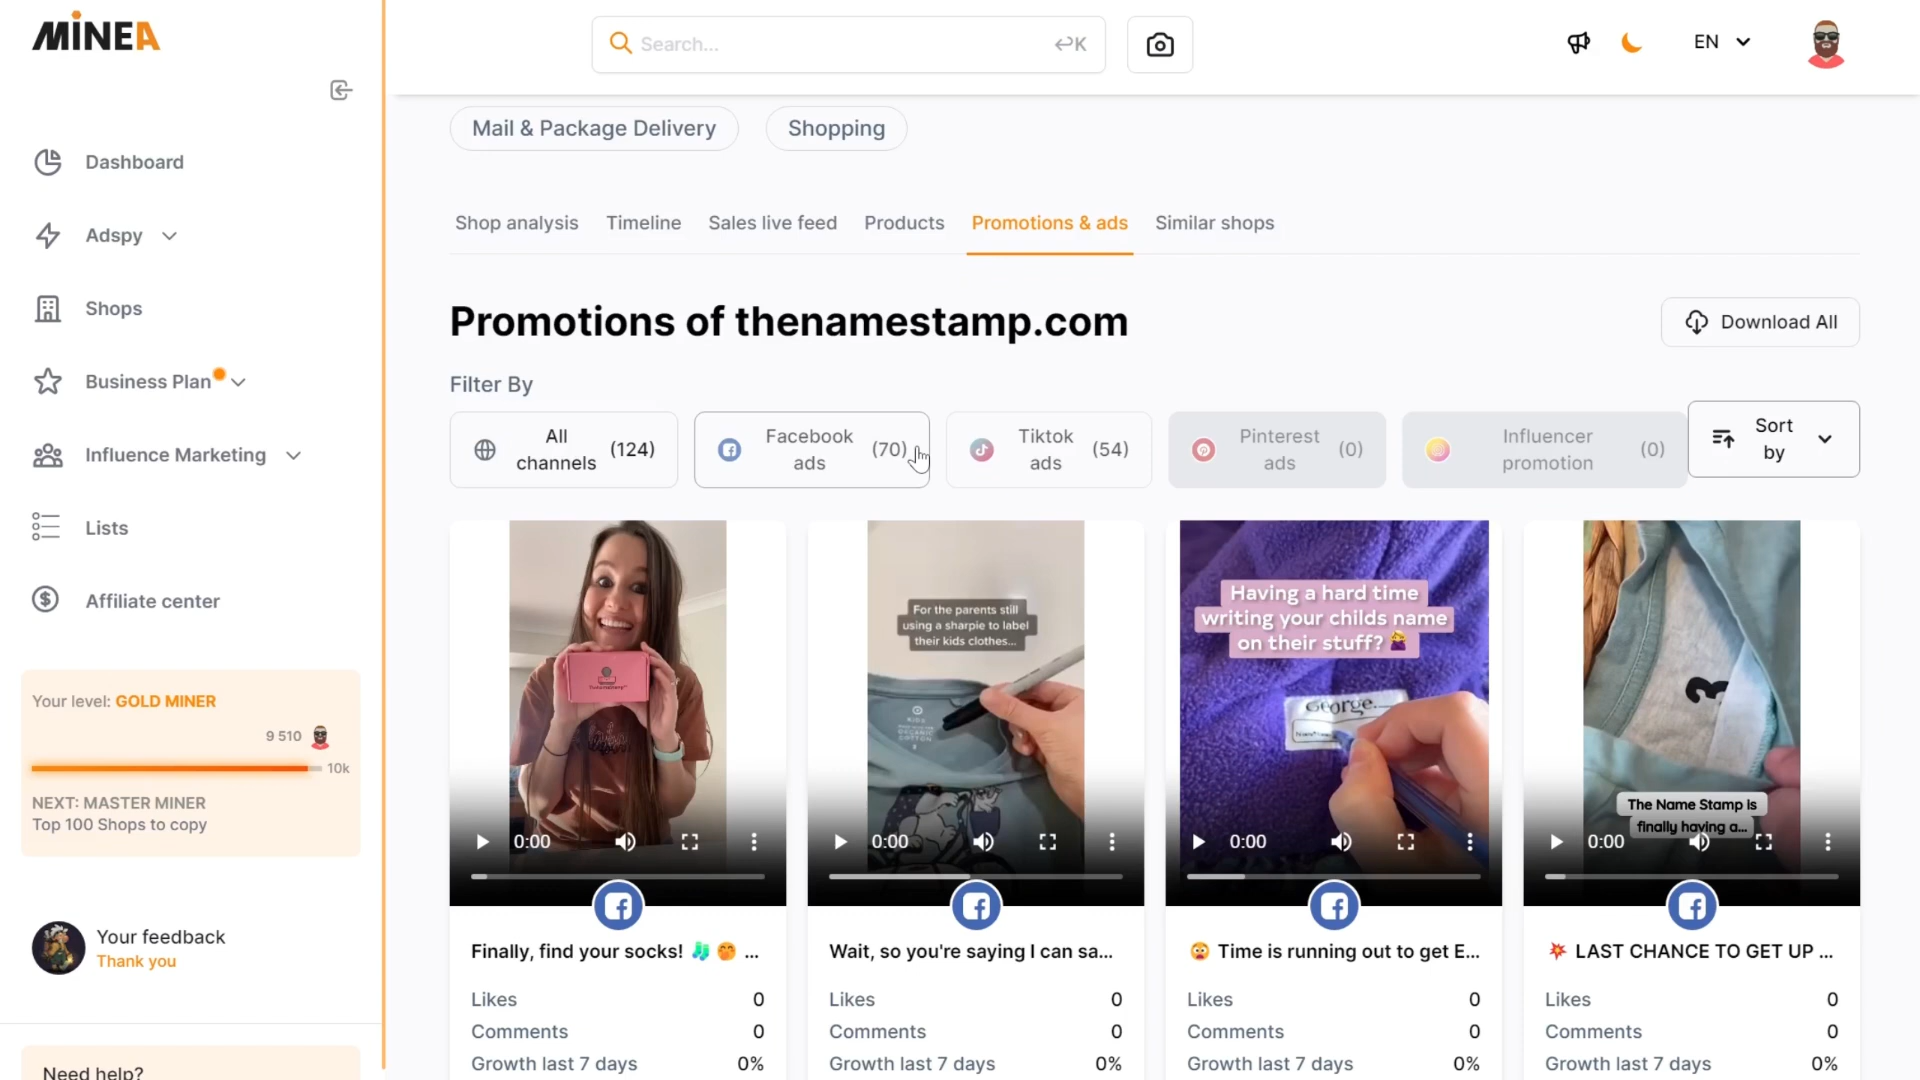 MINEA
Search...
K
EN
Mail & Package Delivery
Shopping
Dashboard
Adspy
Shops
Business Plan
Influence Marketing
Lists
Affiliate center
Your level: GOLD MINER
9 510
10k
NEXT: MASTER MINER
Top 100 Shops to copy
Your feedback
Thank you
Need help?
Shop analysis
Timeline
Sales live feed
Products
Promotions & ads
Similar shops
Promotions of thenamestamp.com
Download All
Filter By
All
channels
(124)
Facebook
ads
(70)
Tiktok
ads
(54)
Pinterest
ads
(0)
Influencer
promotion
(0)
Sort
by
0:00
Finally, find your socks! 🧦 🤭 ...
Likes 0
Comments 0
Growth last 7 days 0%
For the parents still
using a sharpie to label
their kids clothes...
KIDS
ORGANIC
COTTON
0:00
Wait, so you're saying I can sa...
Likes 0
Comments 0
Growth last 7 days 0%
Having a hard time
writing your childs name
on their stuff? 🤦‍♀️
George.
0:00
😩 Time is running out to get E...
Likes 0
Comments 0
Growth last 7 days 0%
3
The Name Stamp is
finally having a...
0:00
💥 LAST CHANCE TO GET UP ...
Likes 0
Comments 0
Growth last 7 days 0%